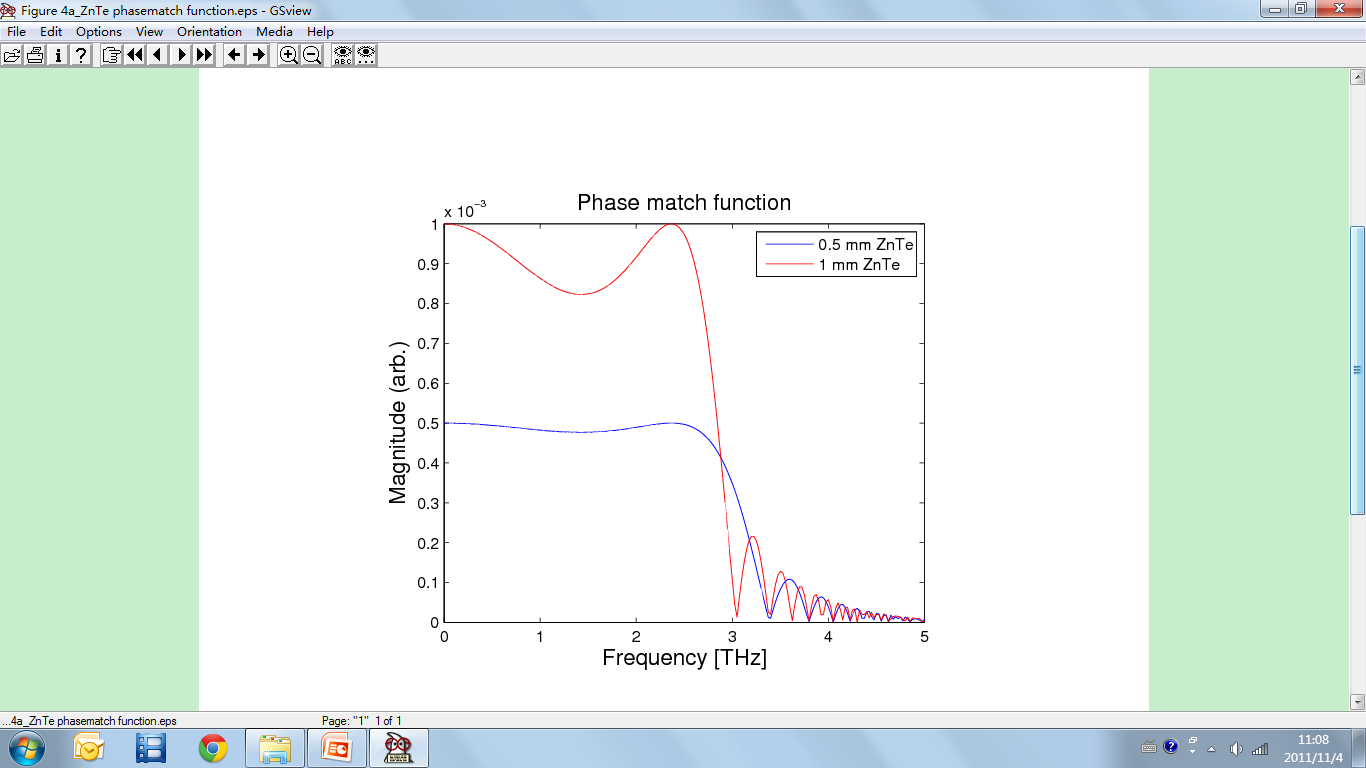 Figure 4a_ZnTe phasematch function.eps - GSview
File Edit Options View Orientation Media Help
Phase match function
x 10⁻³
1
0.9
0.8
0.7
0.6
0.5
0.4
0.3
0.2
0.1
0
Magnitude (arb.)
0.5 mm ZnTe
1 mm ZnTe
0 1 2 3 4 5
Frequency [THz]
...4a_ZnTe phasematch function.eps Page: "1" 1 of 1
11:08
2011/11/4